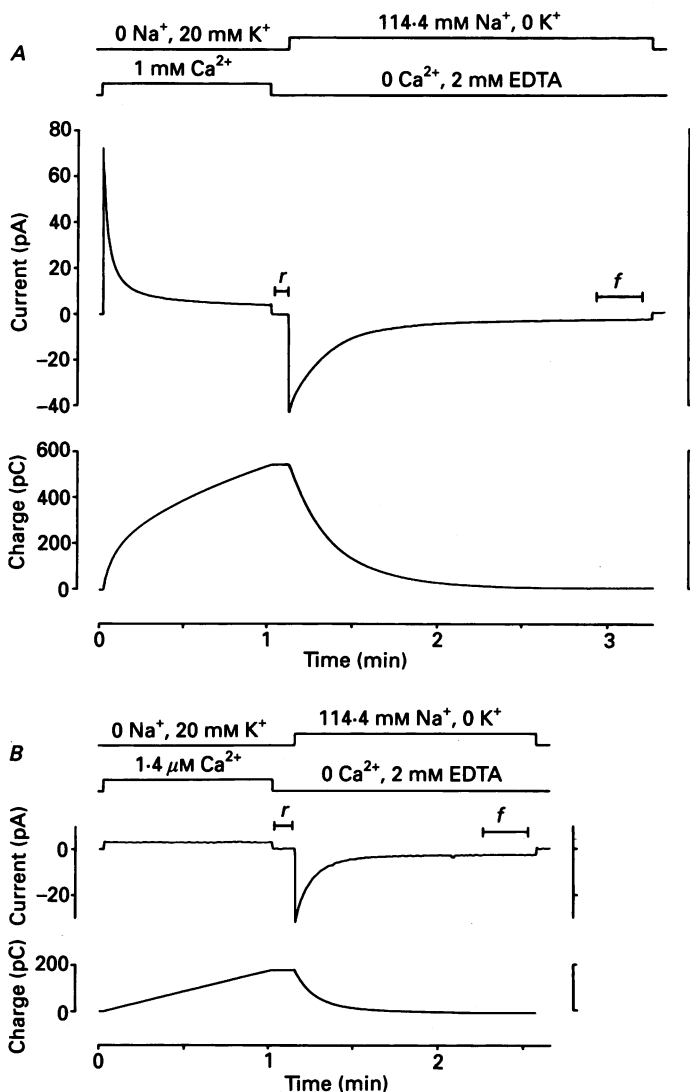 A
0 Na⁺, 20 mM K⁺
114·4 mM Na⁺, 0 K⁺
1 mM Ca²⁺
0 Ca²⁺, 2 mM EDTA
Current (pA)
80
60
40
20
0
–20
–40
r
f
Charge (pC)
600
400
200
0
0
1
2
3
Time (min)
B
0 Na⁺, 20 mM K⁺
114·4 mM Na⁺, 0 K⁺
1·4 μM Ca²⁺
0 Ca²⁺, 2 mM EDTA
Current (pA)
0
–20
r
f
Charge (pC)
200
0
0
1
2
Time (min)